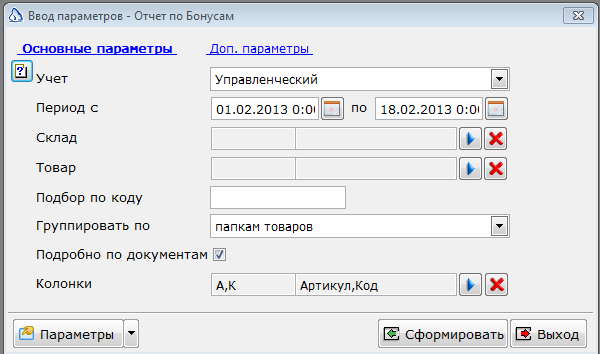 Ввод параметров - Отчет по Бонусам
Основные параметры Доп. параметры
Учет Управленческий
Период с 01.02.2013 0:0 по 18.02.2013 0:0
Склад
Товар
Подбор по коду
Группировать по папкам товаров
Подробно по документам
Колонки А,К Артикул,Код
Параметры Сформировать Выход